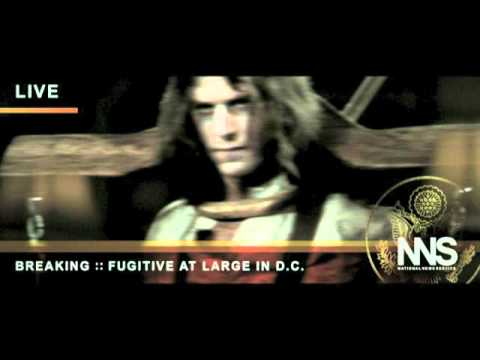 LIVE
NNS
NATIONAL NEWS SERVICE
BREAKING :: FUGITIVE AT LARGE IN D.C.